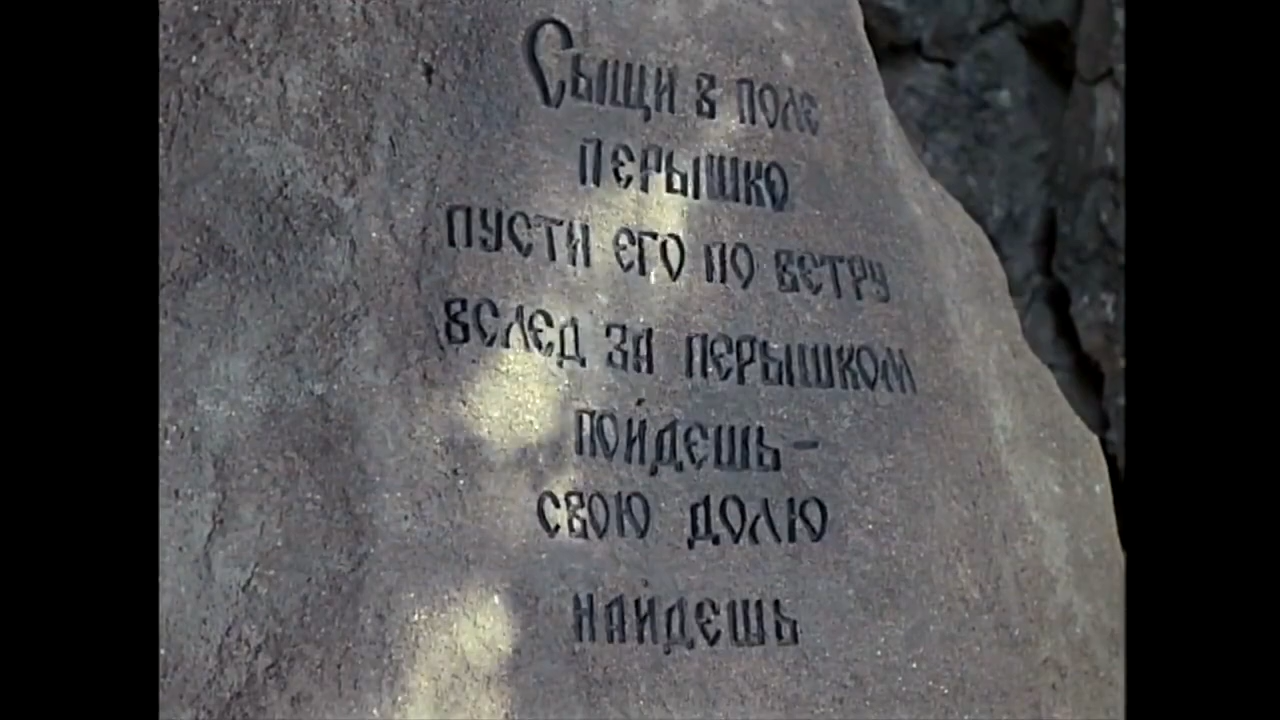 Сыщи в поле
перышко
пусти его по ветру
вслед за перышком
пойдешь-
свою долю
найдешь